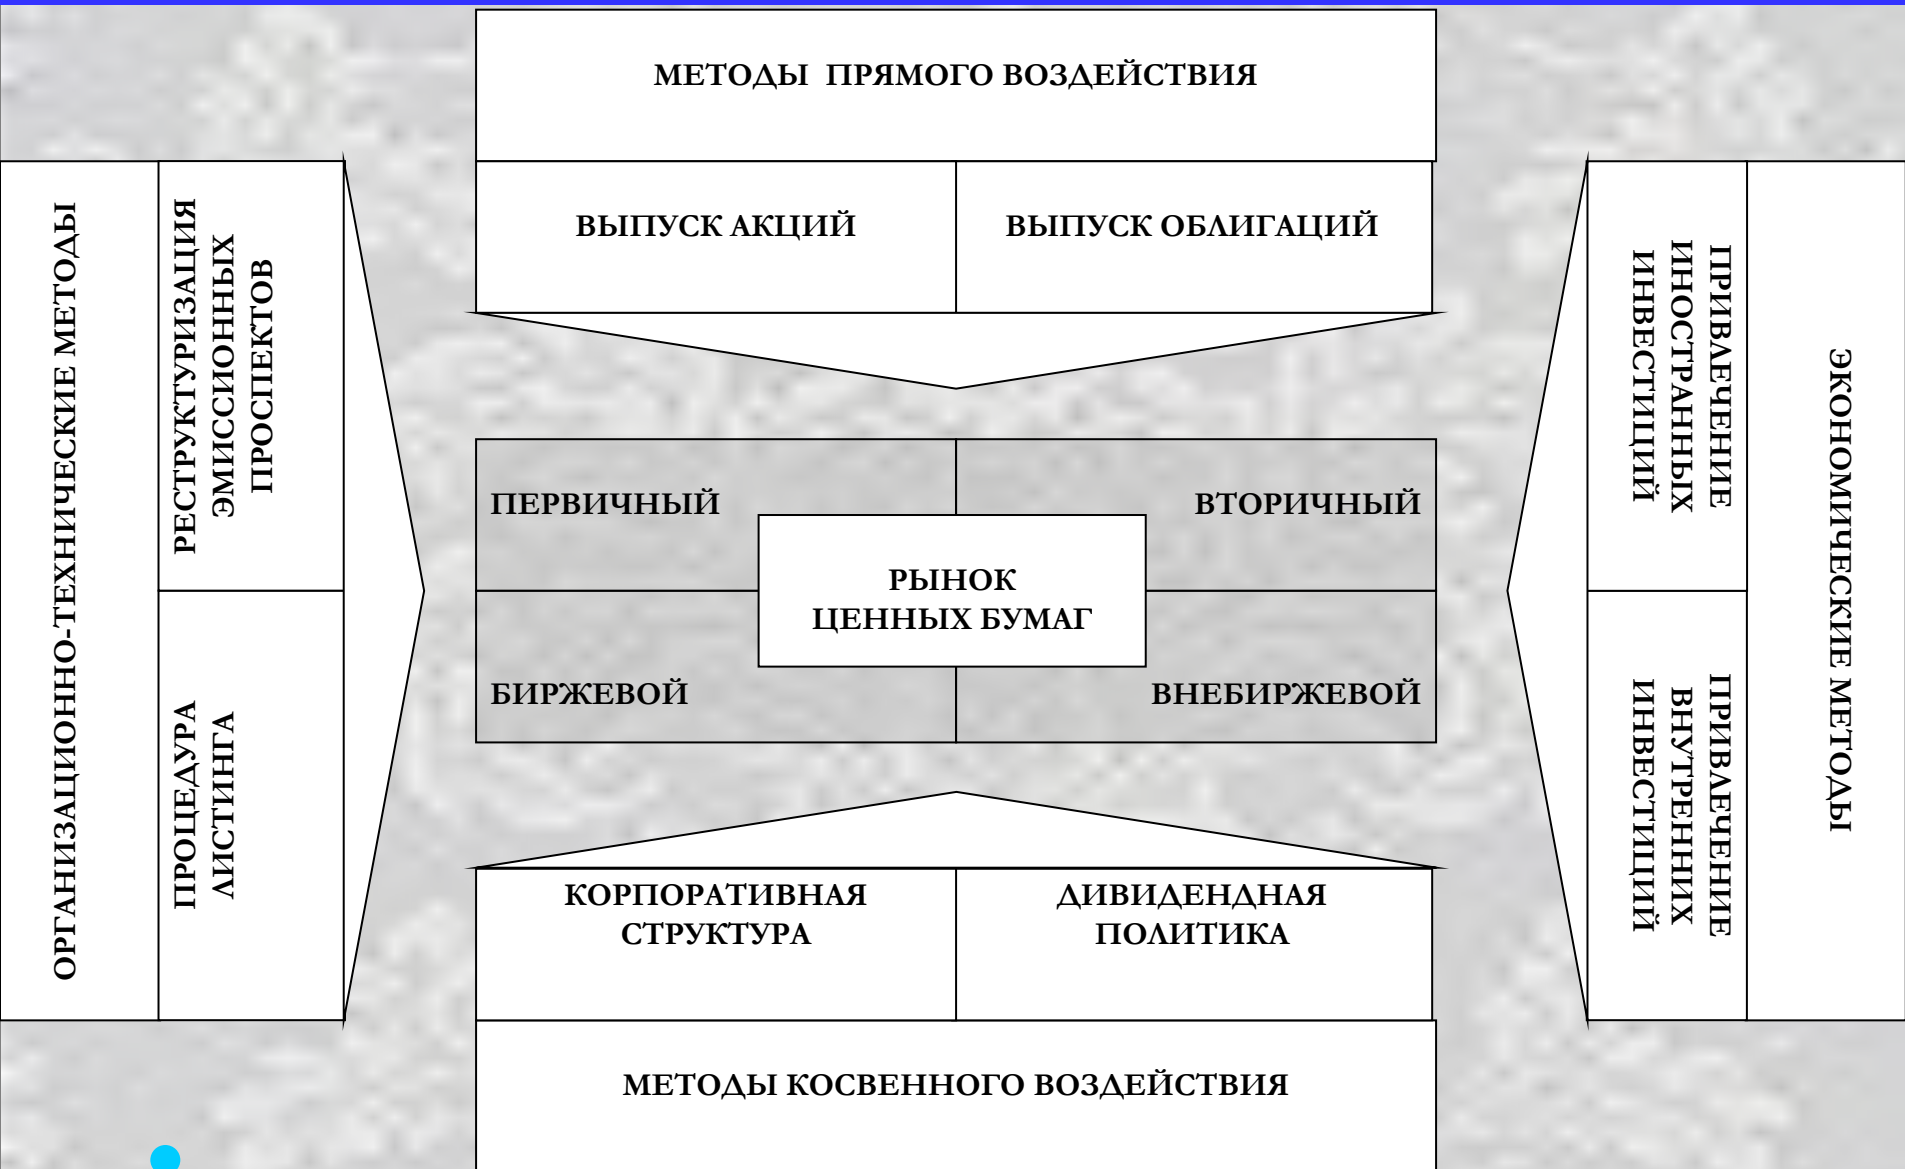 МЕТОДЫ ПРЯМОГО ВОЗДЕЙСТВИЯ
ВЫПУСК АКЦИЙ
ВЫПУСК ОБЛИГАЦИЙ
ОРГАНИЗАЦИОННО-ТЕХНИЧЕСКИЕ МЕТОДЫ
РЕСТРУКТУРИЗАЦИЯ
ЭМИССИОННЫХ
ПРОСПЕКТОВ
ПРОЦЕДУРА
ЛИСТИНГА
ПЕРВИЧНЫЙ
ВТОРИЧНЫЙ
РЫНОК
ЦЕННЫХ БУМАГ
БИРЖЕВОЙ
ВНЕБИРЖЕВОЙ
ПРИВЛЕЧЕНИЕ
ИНОСТРАННЫХ
ИНВЕСТИЦИЙ
ПРИВЛЕЧЕНИЕ
ВНУТРЕННИХ
ИНВЕСТИЦИЙ
ЭКОНОМИЧЕСКИЕ МЕТОДЫ
КОРПОРАТИВНАЯ
СТРУКТУРА
ДИВИДЕНДНАЯ
ПОЛИТИКА
МЕТОДЫ КОСВЕННОГО ВОЗДЕЙСТВИЯ